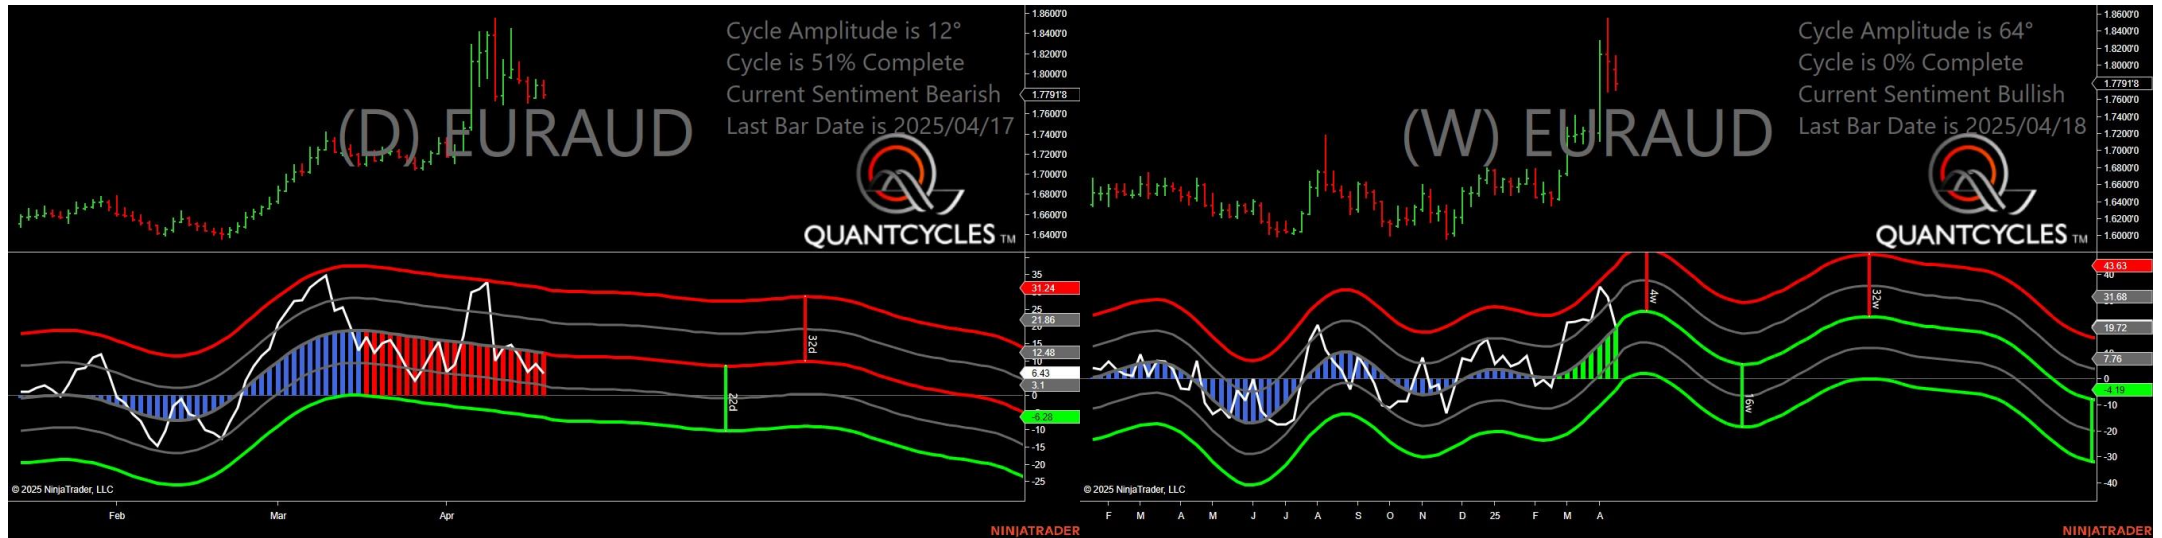 Cycle Amplitude is 12°
Cycle is 51% Complete
Current Sentiment Bearish
Last Bar Date is 2025/04/17
(D) EURAUD
QUANTCYCLES TM
1.8600'0
1.8400'0
1.8200'0
1.8000'0
1.7791'8
1.7600'0
1.7400'0
1.7200'0
1.7000'0
1.6800'0
1.6600'0
1.6400'0
35
31.24
25
21.86
20
15
12.48
10
6.43
3.1
0
-6.28
-10
-15
-20
-25
32d
22d
© 2025 NinjaTrader, LLC
Feb Mar Apr
NINJATRADER
Cycle Amplitude is 64°
Cycle is 0% Complete
Current Sentiment Bullish
Last Bar Date is 2025/04/18
(W) EURAUD
QUANTCYCLES TM
1.8600'0
1.8400'0
1.8200'0
1.8000'0
1.7791'8
1.7600'0
1.7400'0
1.7200'0
1.7000'0
1.6800'0
1.6600'0
1.6400'0
1.6200'0
1.6000'0
43.63
40
31.68
19.72
7.76
0
-4.19
-10
-20
-30
-40
4w
32w
16w
© 2025 NinjaTrader, LLC
F M A M J J A S O N D 25 F M A
NINJATRADER